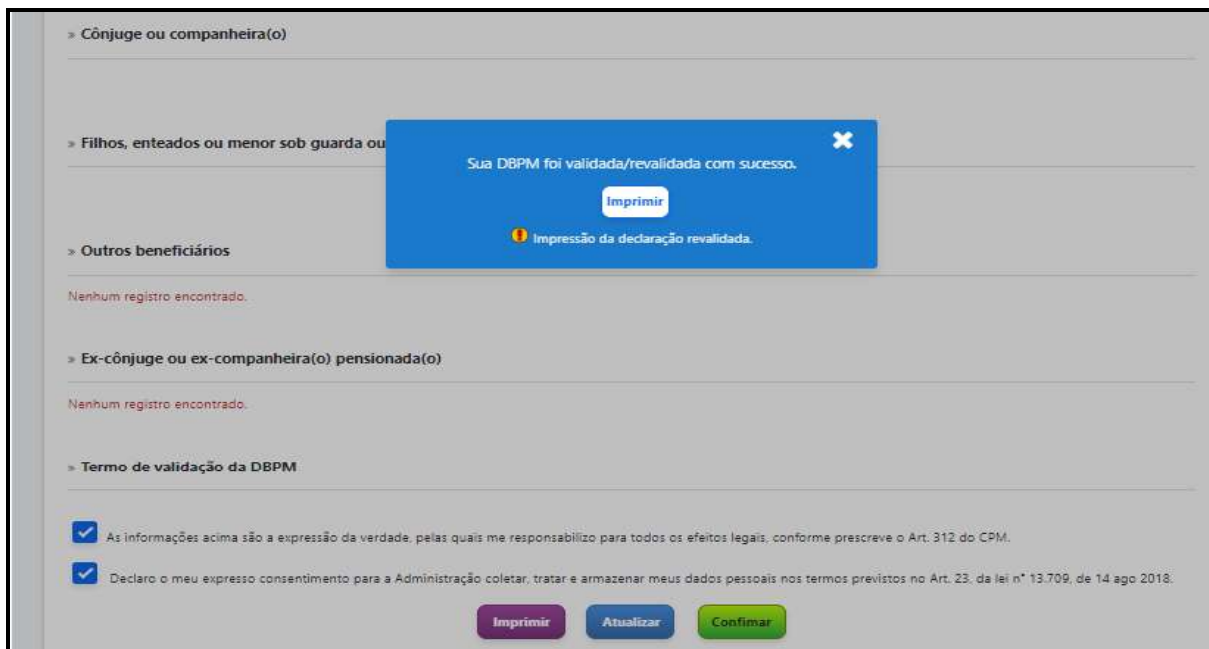 » Cônjuge ou companheira(o)
» Filhos, enteados ou menor sob guarda ou
Sua DBPM foi validada/revalidada com sucesso.
Imprimir
Impressão da declaração revalidada.
» Outros beneficiários
Nenhum registro encontrado.
» Ex-cônjuge ou ex-companheira(o) pensionada(o)
Nenhum registro encontrado.
» Termo de validação da DBPM
As informações acima são a expressão da verdade, pelas quais me responsabilizo para todos os efeitos legais, conforme prescreve o Art. 312 do CPM.
Declaro o meu expresso consentimento para a Administração coletar, tratar e armazenar meus dados pessoais nos termos previstos no Art. 23, da lei n° 13.709, de 14 ago 2018.
Imprimir Atualizar Confimar